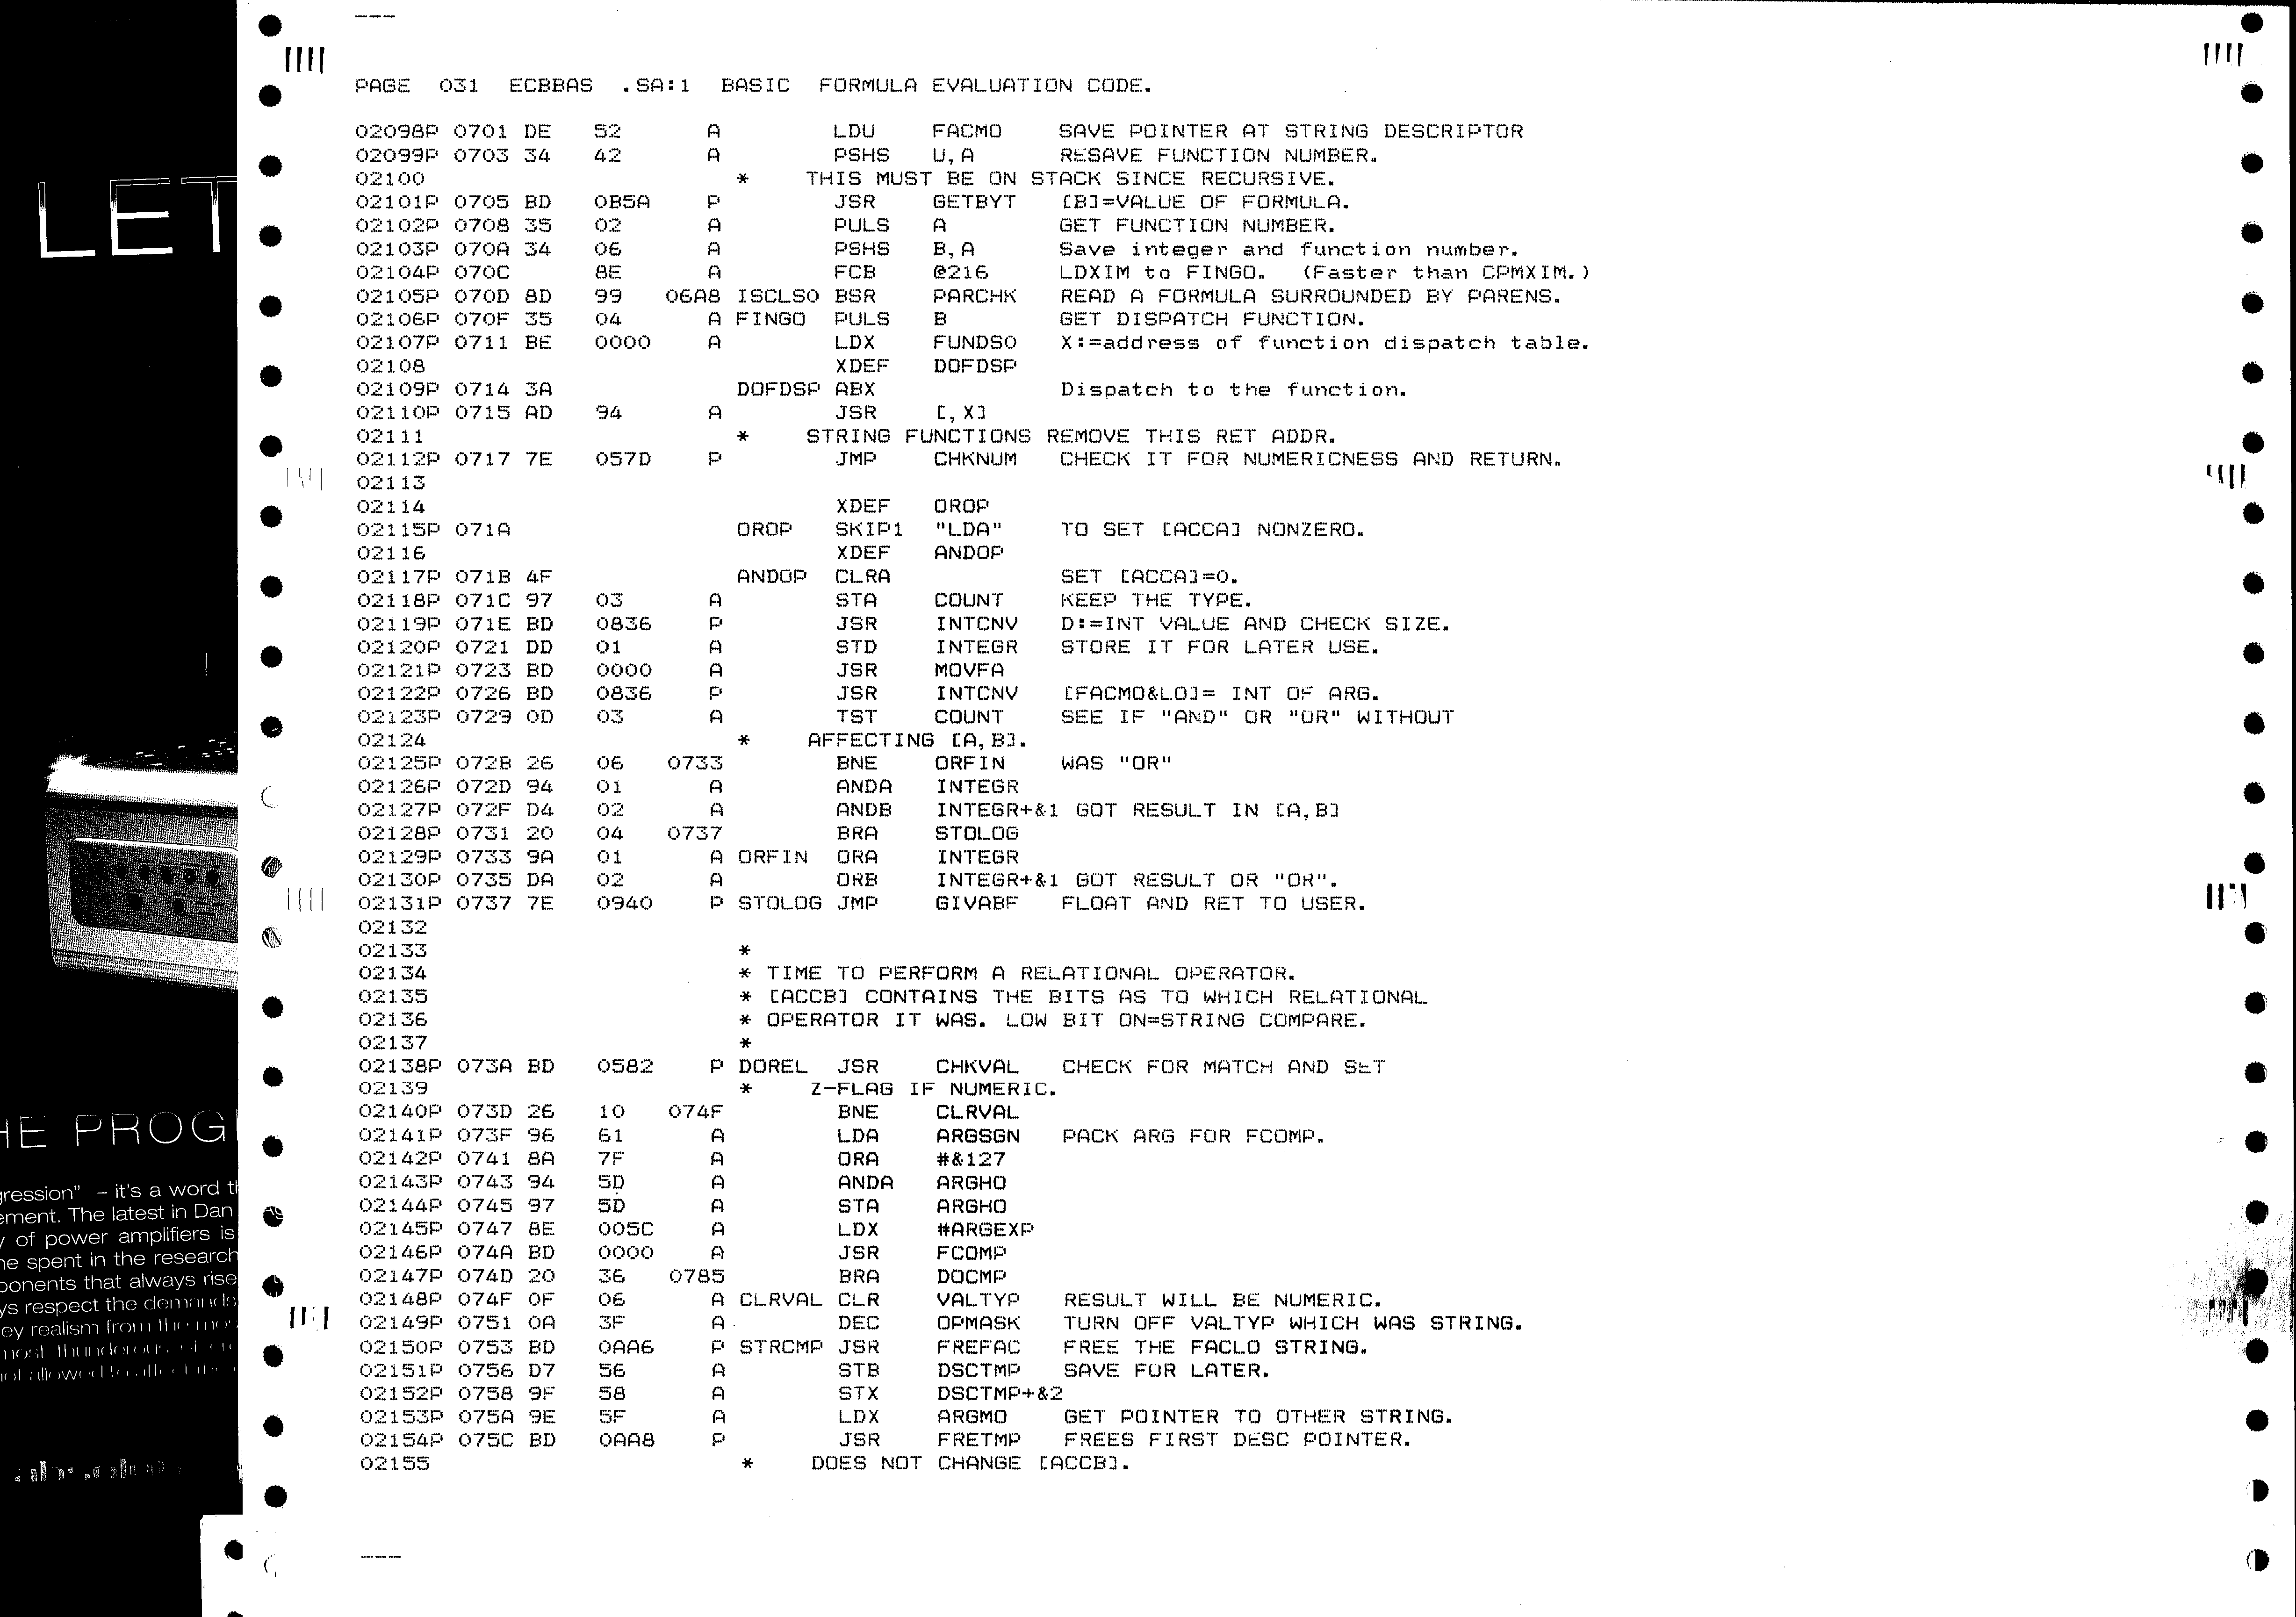 ---
PAGE 031 ECBBAS .SA:1 BASIC FORMULA EVALUATION CODE.
02098P 0701 DE 52 A LDU FACMO SAVE POINTER AT STRING DESCRIPTOR
02099P 0703 34 42 A PSHS U,A RESAVE FUNCTION NUMBER.
02100 * THIS MUST BE ON STACK SINCE RECURSIVE.
02101P 0705 BD 0B5A P JSR GETBYT [B]=VALUE OF FORMULA.
02102P 0708 35 02 A PULS A GET FUNCTION NUMBER.
02103P 070A 34 06 A PSHS B,A Save integer and function number.
02104P 070C 8E A FCB @216 LDXIM to FINGO. (Faster than CPMXIM.)
02105P 070D 8D 99 06A8 ISCLSO BSR PARCHK READ A FORMULA SURROUNDED BY PARENS.
02106P 070F 35 04 A FINGO PULS B GET DISPATCH FUNCTION.
02107P 0711 BE 0000 A LDX FUNDSO X:=address of function dispatch table.
02108 XDEF DOFDSP
02109P 0714 3A DOFDSP ABX Dispatch to the function.
02110P 0715 AD 94 A JSR [,X]
02111 * STRING FUNCTIONS REMOVE THIS RET ADDR.
02112P 0717 7E 057D P JMP CHKNUM CHECK IT FOR NUMERICNESS AND RETURN.
02113
02114 XDEF OROP
02115P 071A OROP SKIP1 "LDA" TO SET [ACCA] NONZERO.
02116 XDEF ANDOP
02117P 071B 4F ANDOP CLRA SET [ACCA]=0.
02118P 071C 97 03 A STA COUNT KEEP THE TYPE.
02119P 071E BD 0836 P JSR INTCNV D:=INT VALUE AND CHECK SIZE.
02120P 0721 DD 01 A STD INTEGR STORE IT FOR LATER USE.
02121P 0723 BD 0000 A JSR MOVFA
02122P 0726 BD 0836 P JSR INTCNV [FACMO&LO]= INT OF ARG.
02123P 0729 0D 03 A TST COUNT SEE IF "AND" OR "OR" WITHOUT
02124 * AFFECTING [A,B].
02125P 072B 26 06 0733 BNE ORFIN WAS "OR"
02126P 072D 94 01 A ANDA INTEGR
02127P 072F D4 02 A ANDB INTEGR+&1 GOT RESULT IN [A,B]
02128P 0731 20 04 0737 BRA STOLOG
02129P 0733 9A 01 A ORFIN ORA INTEGR
02130P 0735 DA 02 A ORB INTEGR+&1 GOT RESULT OR "OR".
02131P 0737 7E 0940 P STOLOG JMP GIVABF FLOAT AND RET TO USER.
02132
02133 *
02134 * TIME TO PERFORM A RELATIONAL OPERATOR.
02135 * [ACCB] CONTAINS THE BITS AS TO WHICH RELATIONAL
02136 * OPERATOR IT WAS. LOW BIT ON=STRING COMPARE.
02137 *
02138P 073A BD 0582 P DOREL JSR CHKVAL CHECK FOR MATCH AND SET
02139 * Z-FLAG IF NUMERIC.
02140P 073D 26 10 074F BNE CLRVAL
02141P 073F 96 61 A LDA ARGSGN PACK ARG FOR FCOMP.
02142P 0741 8A 7F A ORA #&127
02143P 0743 94 5D A ANDA ARGHO
02144P 0745 97 5D A STA ARGHO
02145P 0747 8E 005C A LDX #ARGEXP
02146P 074A BD 0000 A JSR FCOMP
02147P 074D 20 36 0785 BRA DOCMP
02148P 074F 0F 06 A CLRVAL CLR VALTYP RESULT WILL BE NUMERIC.
02149P 0751 0A 3F A DEC OPMASK TURN OFF VALTYP WHICH WAS STRING.
02150P 0753 BD 0AA6 P STRCMP JSR FREFAC FREE THE FACLO STRING.
02151P 0756 D7 56 A STB DSCTMP SAVE FOR LATER.
02152P 0758 9F 58 A STX DSCTMP+&2
02153P 075A 9E 5F A LDX ARGMO GET POINTER TO OTHER STRING.
02154P 075C BD 0AA8 P JSR FRETMP FREES FIRST DESC POINTER.
02155 * DOES NOT CHANGE [ACCB].
---
LET
HE PROG
gression" – it's a word th
ement. The latest in Dan
y of power amplifiers is
ne spent in the research
ponents that always rise
ys respect the demands
ey realism from the mos
most thunderous
not allowed to